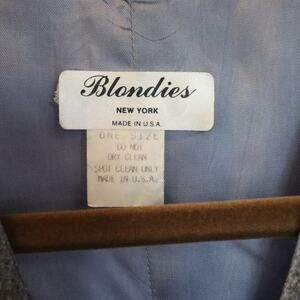 Blondies
NEW YORK
MADE IN U.S.A.
ONE SIZE
DO NOT
DRY CLEAN
SPOT CLEAN ONLY
MADE IN U.S.A.